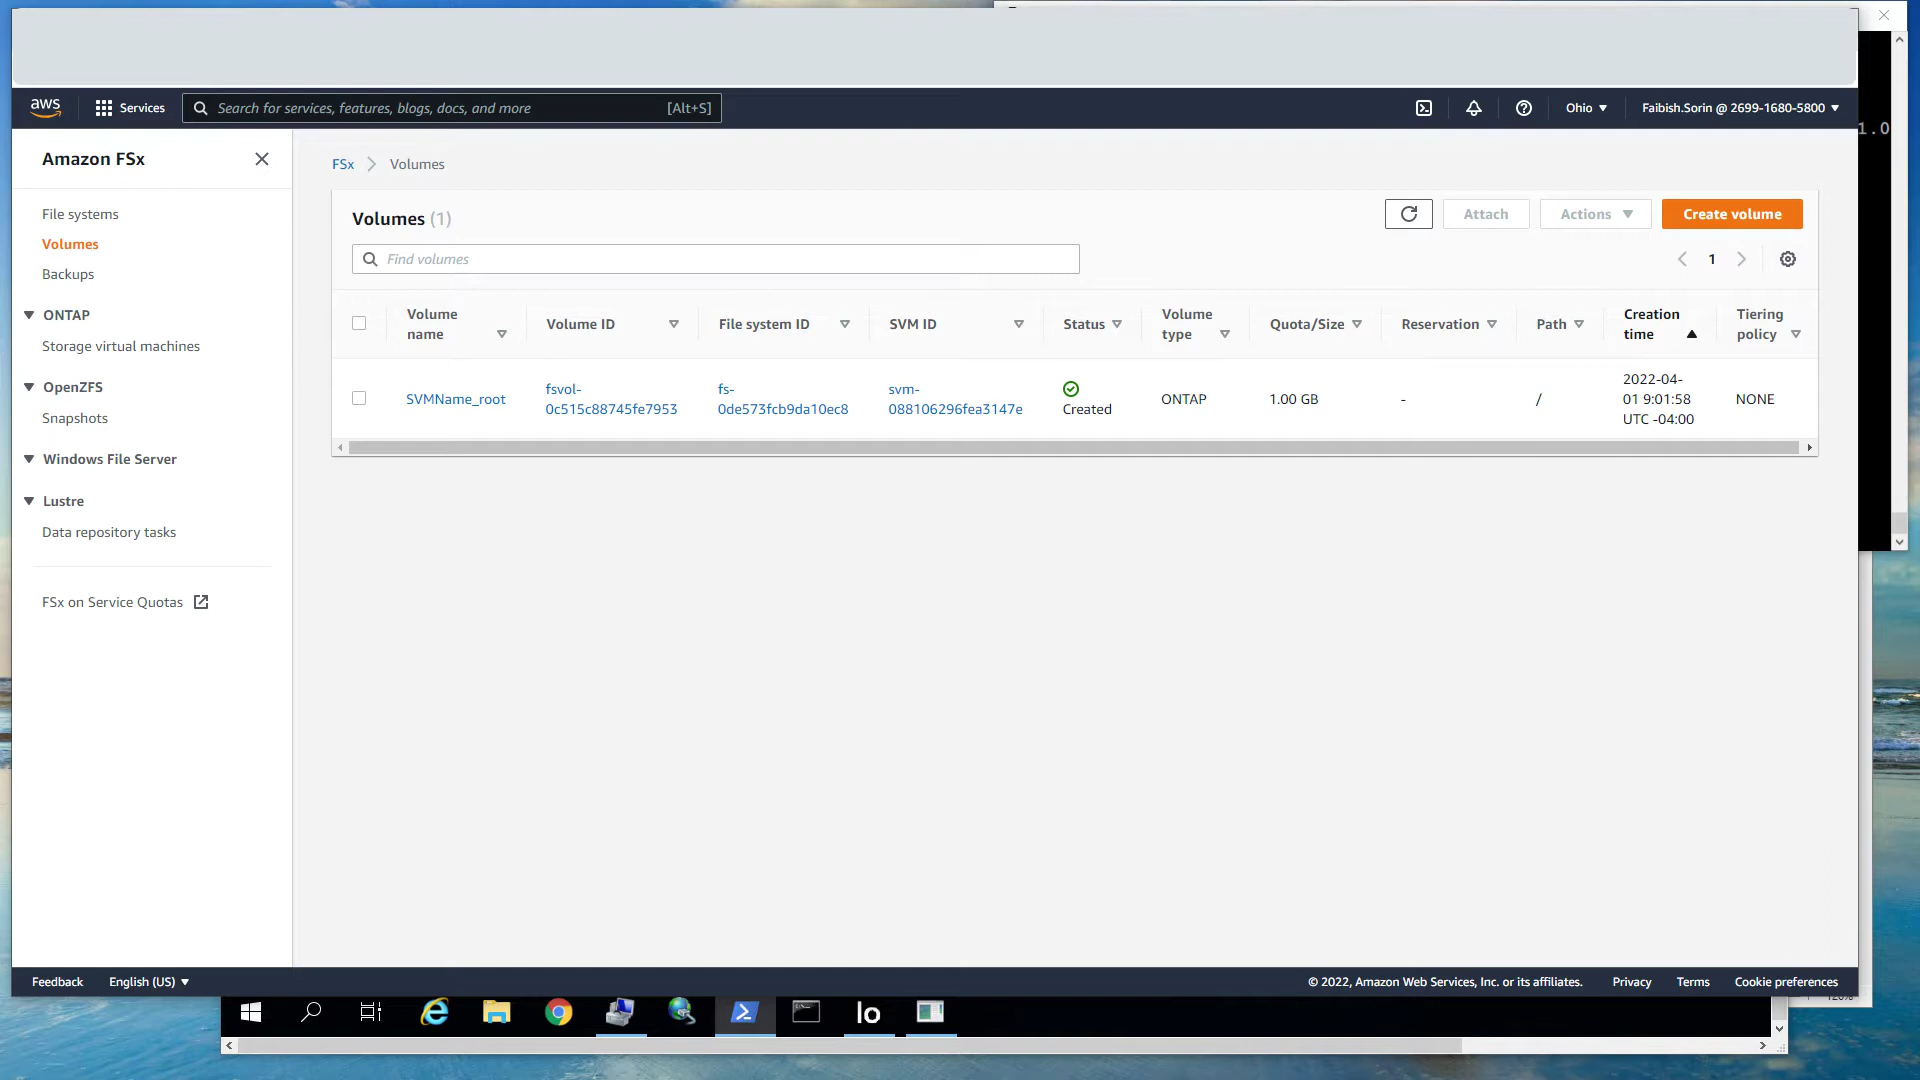 aws
Services
Search for services, features, blogs, docs, and more
[Alt+S]
Ohio
Faibish.Sorin @ 2699-1680-5800
1.0
Amazon FSx
File systems
Volumes
Backups
ONTAP
Storage virtual machines
OpenZFS
Snapshots
Windows File Server
Lustre
Data repository tasks
FSx on Service Quotas
FSx
Volumes
Volumes (1)
Attach
Actions
Create volume
Find volumes
1
Volume
name
Volume ID
File system ID
SVM ID
Status
Volume
type
Quota/Size
Reservation
Path
Creation
time
Tiering
policy
SVMName_root
fsvol-
0c515c88745fe7953
fs-
0de573fcb9da10ec8
svm-
088106296fea3147e
Created
ONTAP
1.00 GB
-
/
2022-04-
01 9:01:58
UTC -04:00
NONE
Feedback
English (US)
© 2022, Amazon Web Services, Inc. or its affiliates.
Privacy
Terms
Cookie preferences
Io